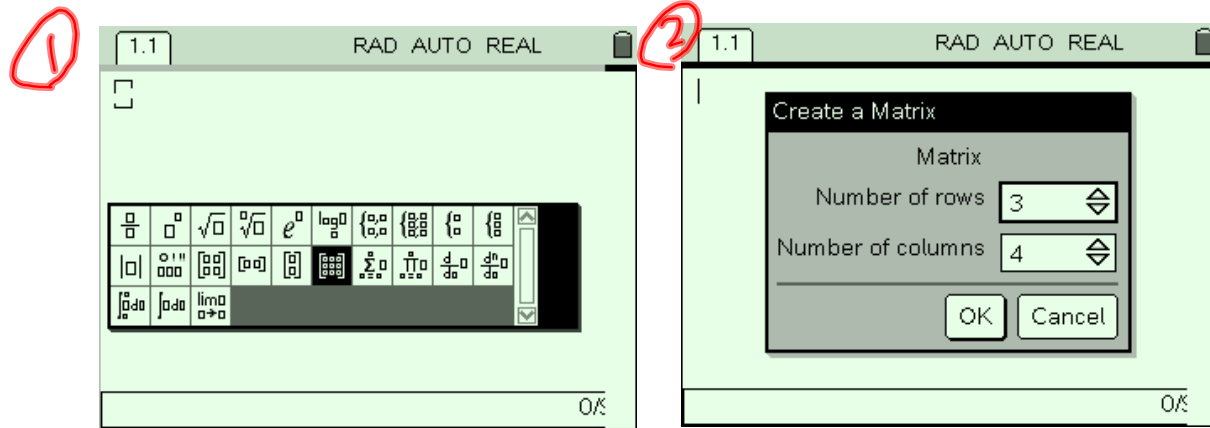 ①
1.1 RAD AUTO REAL
0/
②
1.1 RAD AUTO REAL
Create a Matrix
Matrix
Number of rows 3
Number of columns 4
OK Cancel
0/